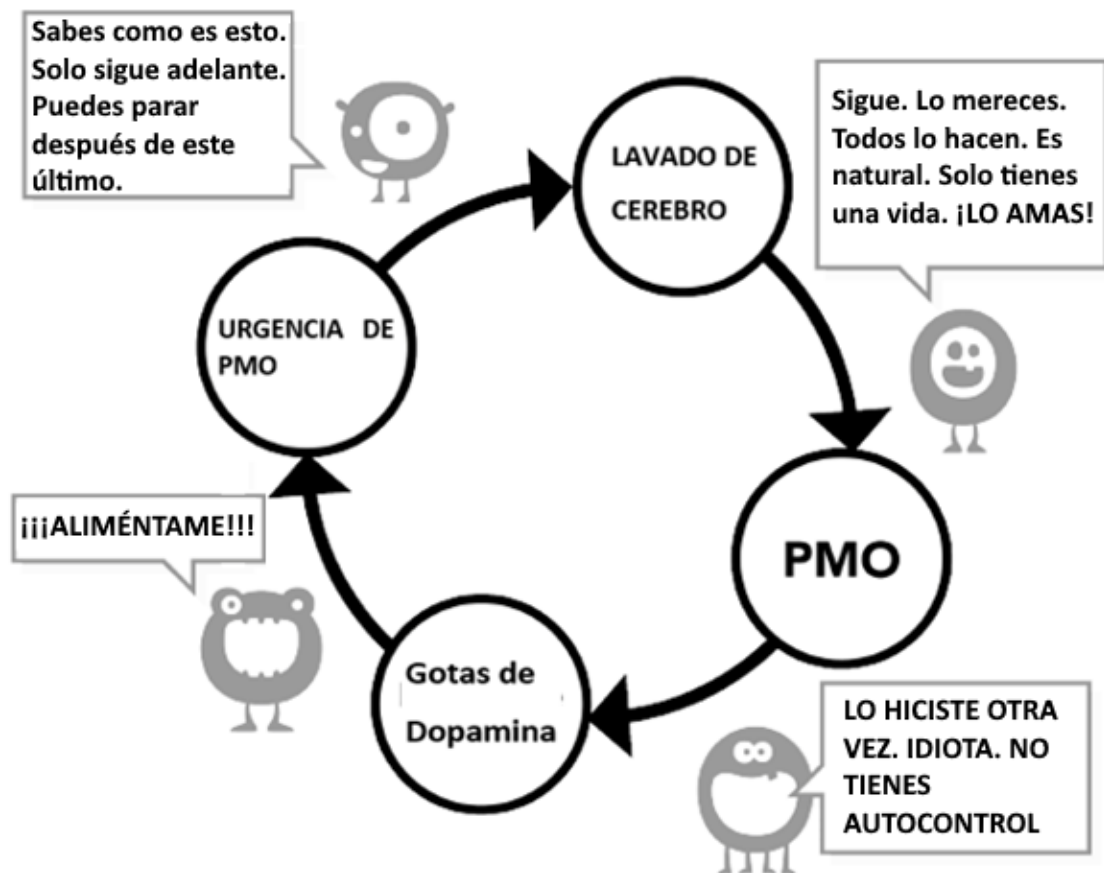 Sabes como es esto.
Solo sigue adelante.
Puedes parar
después de este
último.
LAVADO DE
CEREBRO
Sigue. Lo mereces.
Todos lo hacen. Es
natural. Solo tienes
una vida. ¡LO AMAS!
URGENCIA DE
PMO
¡¡¡ALIMÉNTAME!!!
PMO
Gotas de
Dopamina
LO HICISTE OTRA
VEZ. IDIOTA. NO
TIENES
AUTOCONTROL